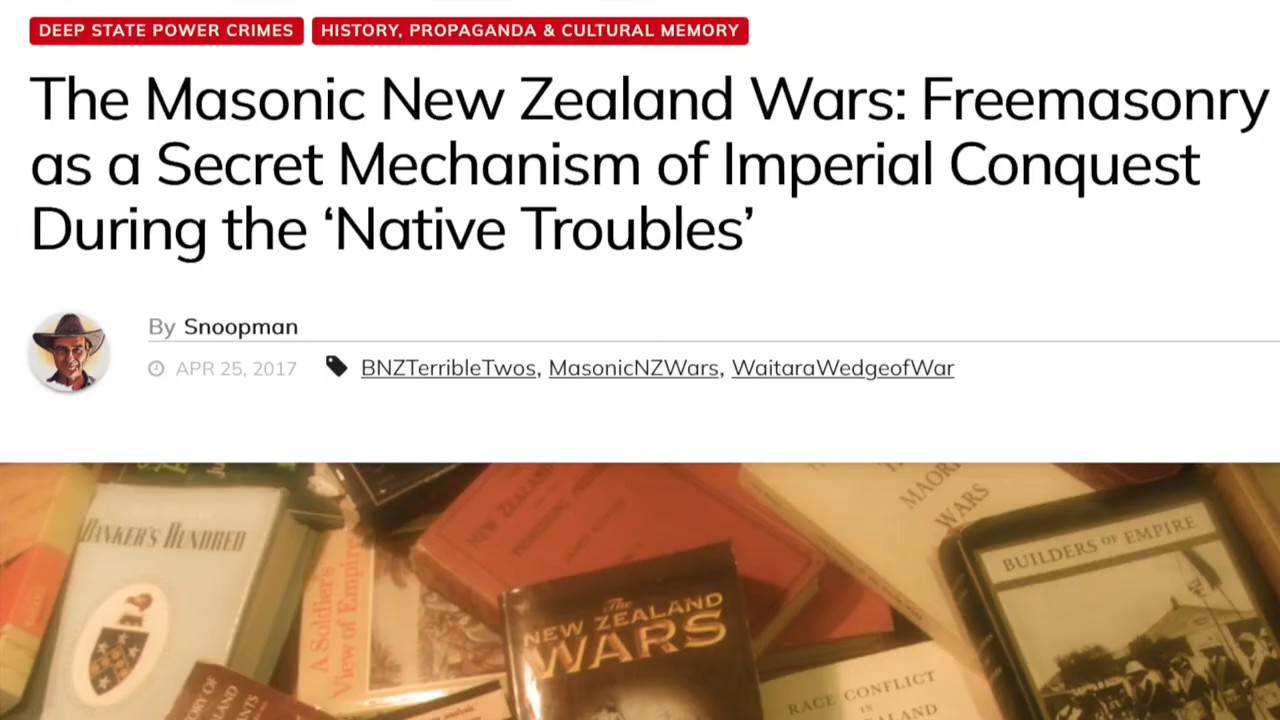 DEEP STATE POWER CRIMES
HISTORY, PROPAGANDA & CULTURAL MEMORY
The Masonic New Zealand Wars: Freemasonry
as a Secret Mechanism of Imperial Conquest
During the ‘Native Troubles’
By Snoopman
APR 25, 2017
BNZTerribleTwos, MasonicNZWars, WaitaraWedgeofWar
BANKER'S HUNDRED
A Soldier's
View of Empire
NEW ZEALAND
MAORI
WARS
BUILDERS OF EMPIRE
The
NEW ZEALAND
WARS
RACE CONFLICT